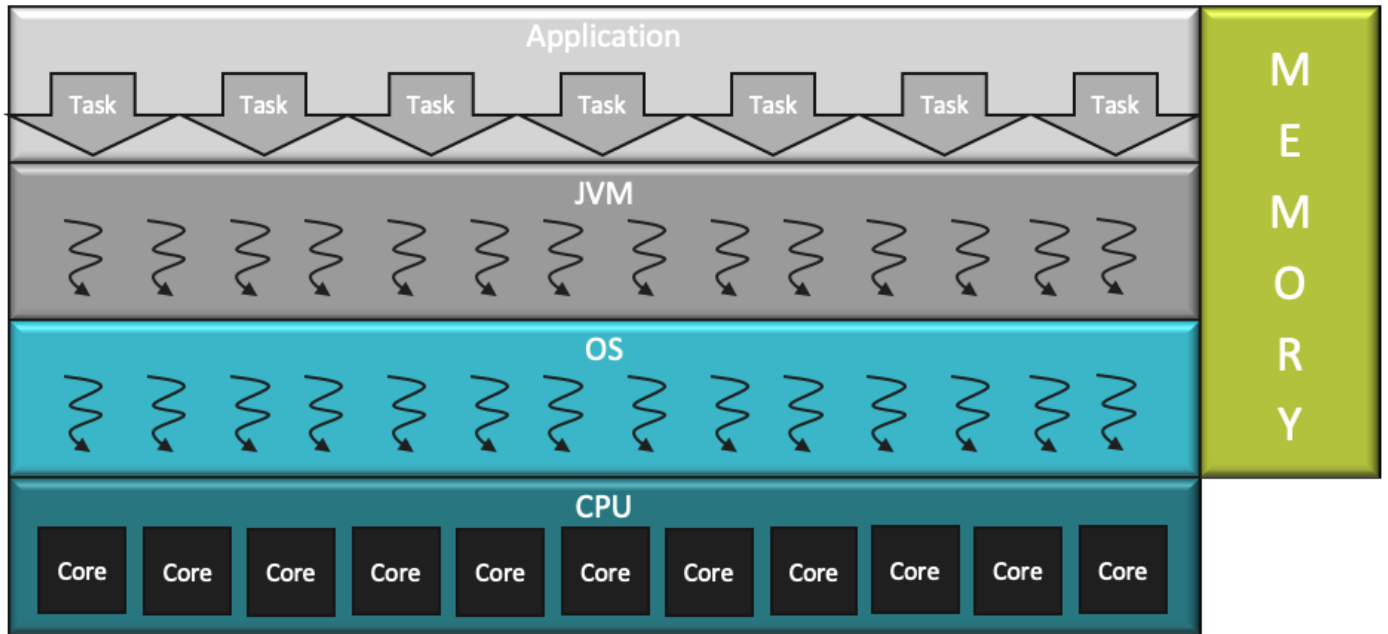 Application
Task Task Task Task Task Task Task
JVM
OS
CPU
Core Core Core Core Core Core Core Core Core Core Core
M
E
M
O
R
Y